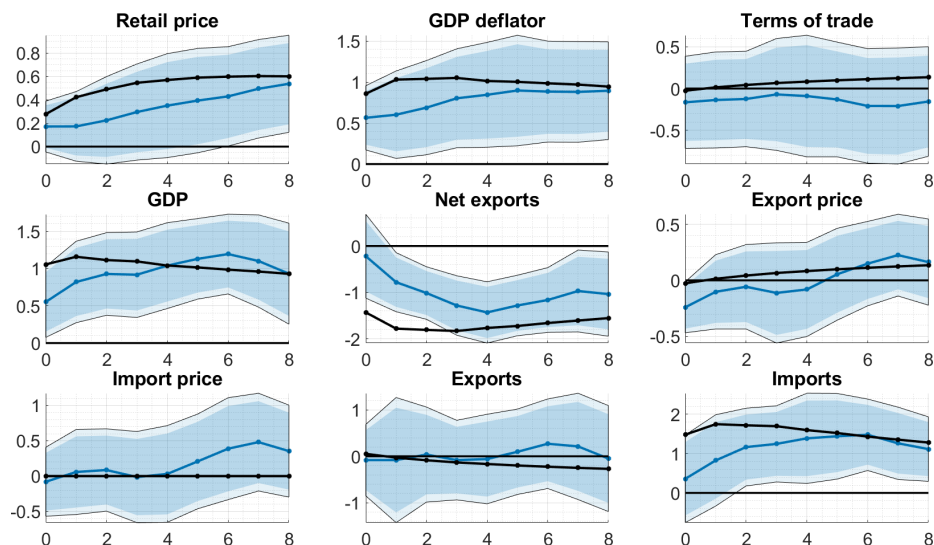 Retail price
0.8
0.6
0.4
0.2
0
0 2 4 6 8
GDP deflator
1.5
1
0.5
0
0 2 4 6 8
Terms of trade
0.5
0
-0.5
0 2 4 6 8
GDP
1.5
1
0.5
0
0 2 4 6 8
Net exports
0
-1
-2
0 2 4 6 8
Export price
0.5
0
-0.5
0 2 4 6 8
Import price
1
0.5
0
-0.5
0 2 4 6 8
Exports
1
0
-1
0 2 4 6 8
Imports
2
1
0
0 2 4 6 8